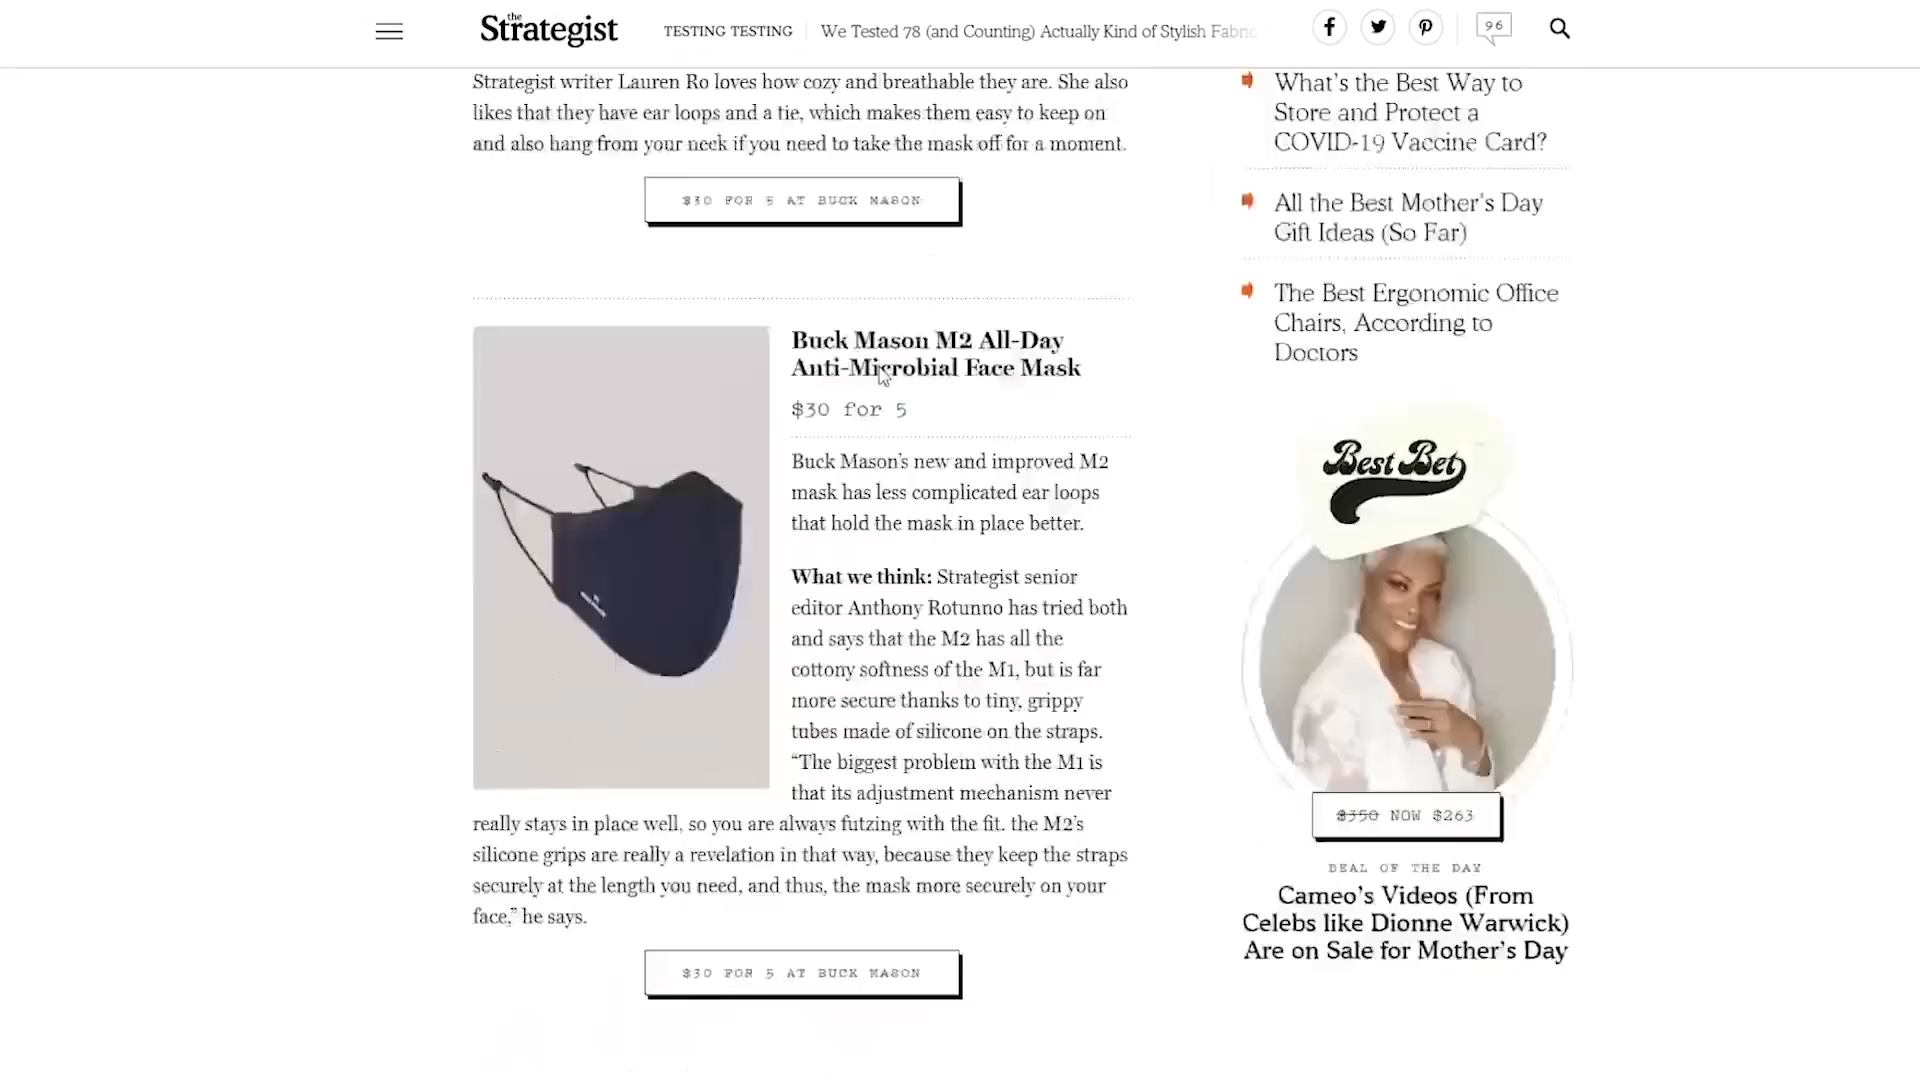 the Strategist
TESTING TESTING
We Tested 78 (and Counting) Actually Kind of Stylish Fabric
96
Strategist writer Lauren Ro loves how cozy and breathable they are. She also
likes that they have ear loops and a tie, which makes them easy to keep on
and also hang from your neck if you need to take the mask off for a moment.
$30 FOR 5 AT BUCK MASON
Buck Mason M2 All-Day
Anti-Microbial Face Mask
$30 for 5
Buck Mason’s new and improved M2
mask has less complicated ear loops
that hold the mask in place better.
What we think: Strategist senior
editor Anthony Rotunno has tried both
and says that the M2 has all the
cottony softness of the M1, but is far
more secure thanks to tiny, grippy
tubes made of silicone on the straps.
“The biggest problem with the M1 is
that its adjustment mechanism never
really stays in place well, so you are always futzing with the fit. the M2’s
silicone grips are really a revelation in that way, because they keep the straps
securely at the length you need, and thus, the mask more securely on your
face,” he says.
$30 FOR 5 AT BUCK MASON
What’s the Best Way to
Store and Protect a
COVID-19 Vaccine Card?
All the Best Mother’s Day
Gift Ideas (So Far)
The Best Ergonomic Office
Chairs, According to
Doctors
Best Bet
$350 NOW $263
DEAL OF THE DAY
Cameo’s Videos (From
Celebs like Dionne Warwick)
Are on Sale for Mother’s Day